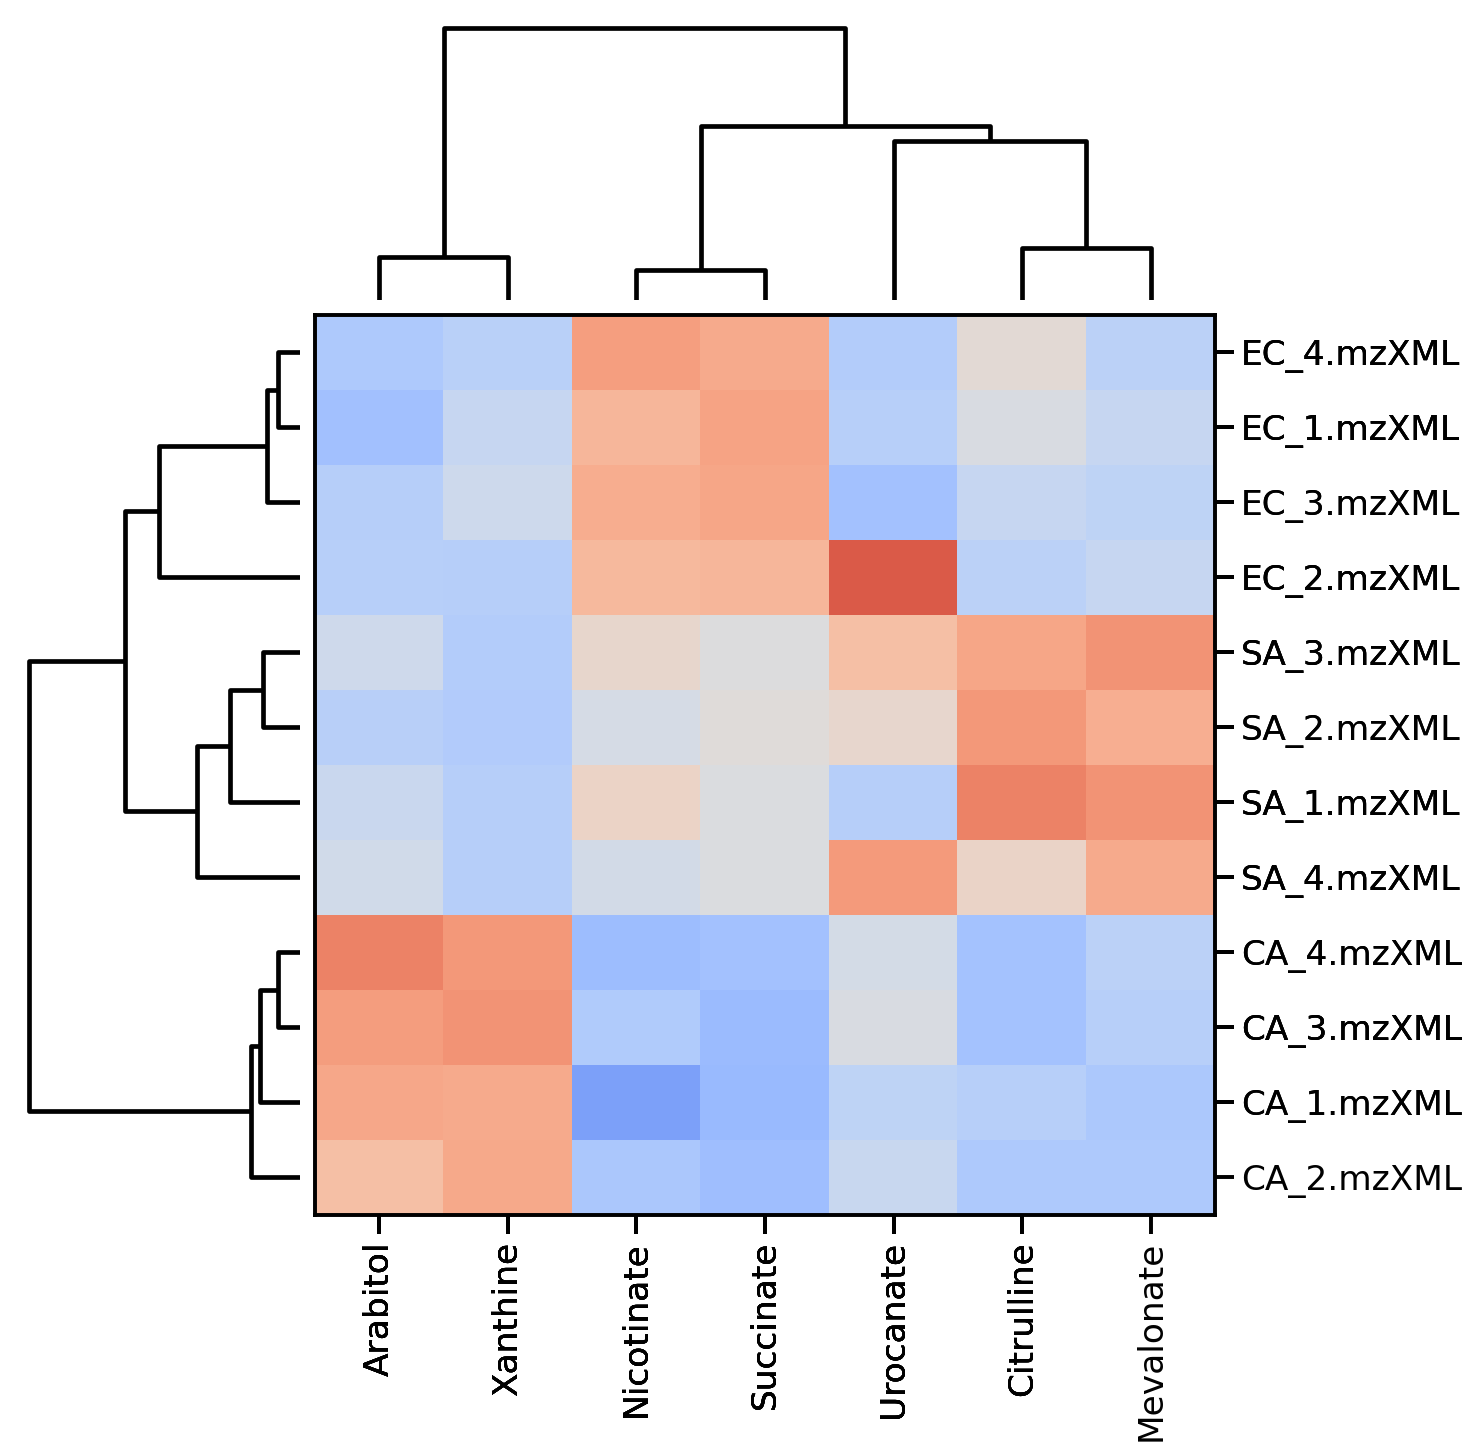 EC_4.mzXML
EC_1.mzXML
EC_3.mzXML
EC_2.mzXML
SA_3.mzXML
SA_2.mzXML
SA_1.mzXML
SA_4.mzXML
CA_4.mzXML
CA_3.mzXML
CA_1.mzXML
CA_2.mzXML
Arabitol
Xanthine
Nicotinate
Succinate
Urocanate
Citrulline
Mevalonate